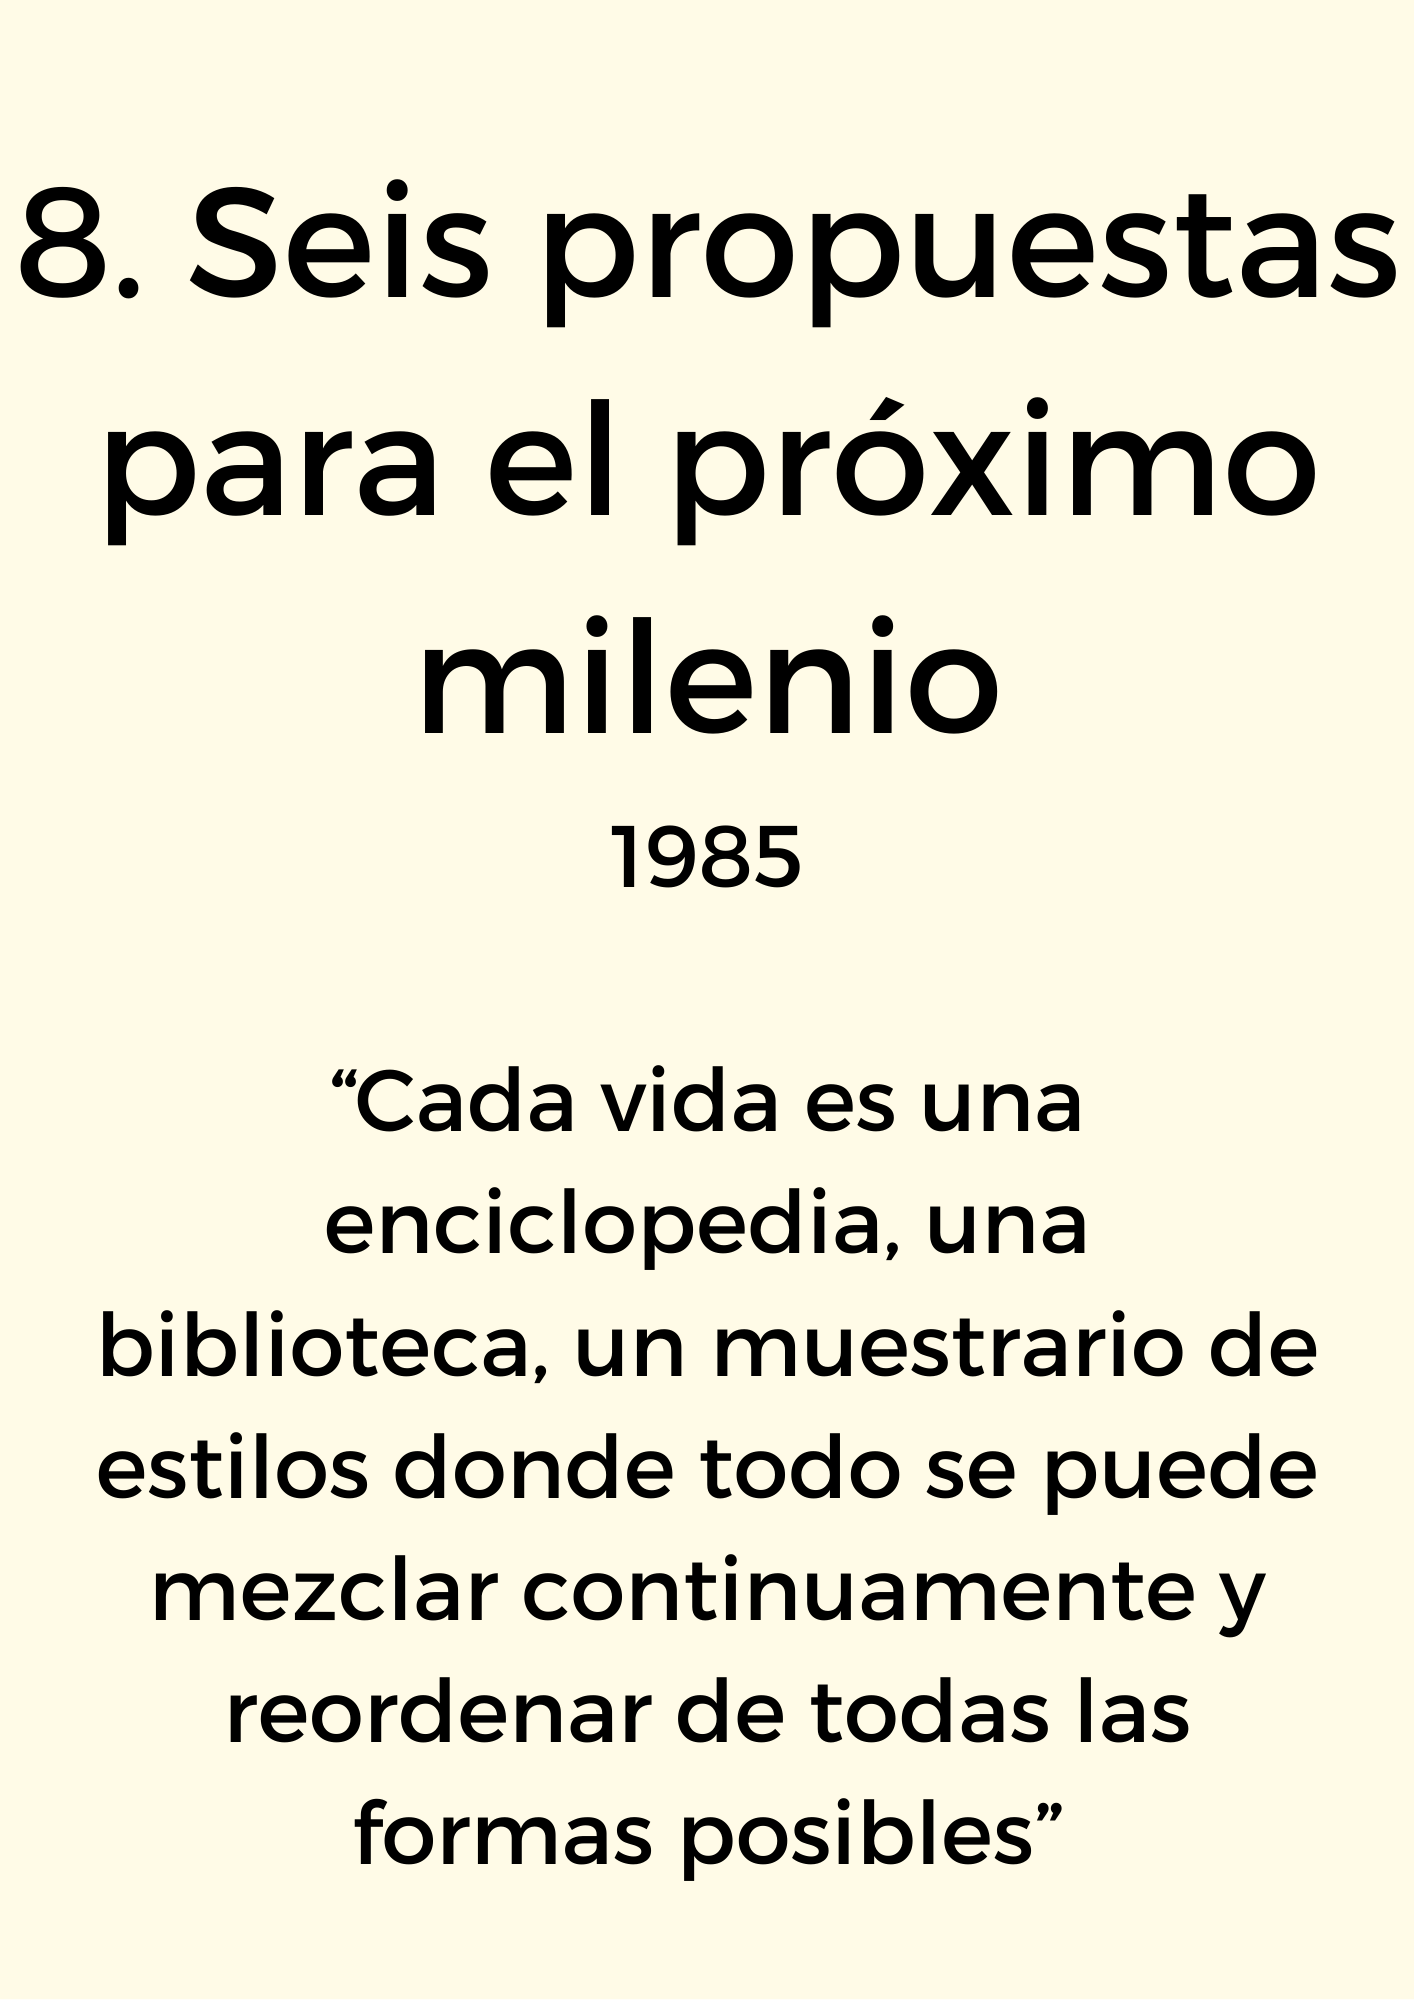 8. Seis propuestas
para el próximo
milenio
1985
“Cada vida es una
enciclopedia, una
biblioteca, un muestrario de
estilos donde todo se puede
mezclar continuamente y
reordenar de todas las
formas posibles”